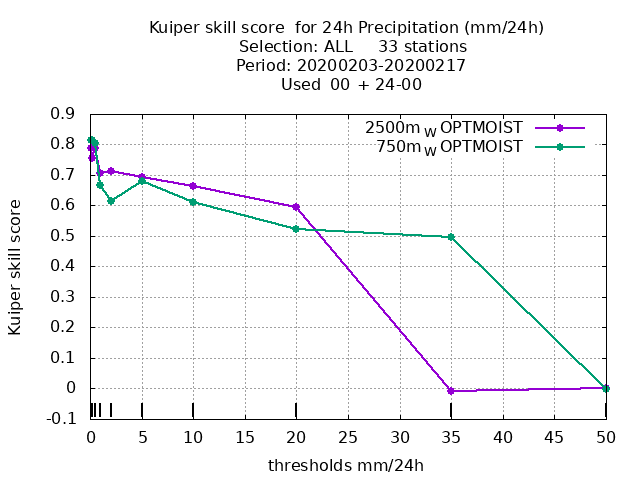 Kuiper skill score  for 24h Precipitation (mm/24h)
Selection: ALL     33 stations
Period: 20200203-20200217
Used  00 + 24-00
2500m W OPTMOIST
750m W OPTMOIST
Kuiper skill score
0.9
0.8
0.7
0.6
0.5
0.4
0.3
0.2
0.1
0
-0.1
0 5 10 15 20 25 30 35 40 45 50
thresholds mm/24h